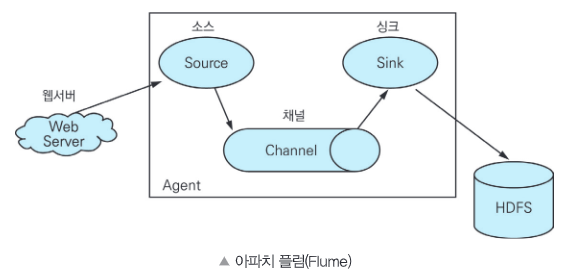 소스
Source
싱크
Sink
웹서버
Web
Server
채널
Channel
Agent
HDFS
▲ 아파치 플럼(Flume)